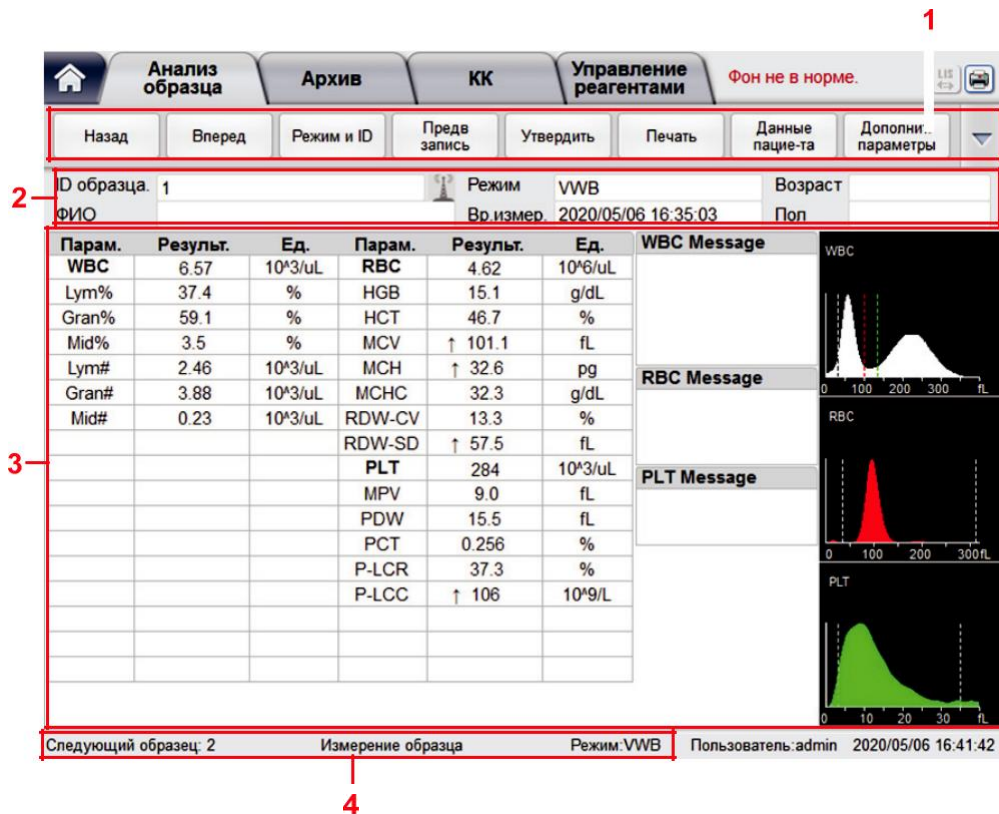 1
Анализ образца
Архив
КК
Управление реагентами
Фон не в норме.
LIS
Назад
Вперед
Режим и ID
Предв запись
Утвердить
Печать
Данные пацие-та
параметры
2
ID образца. 1
Режим VWB
Возраст
ФИО
Вр.измер. 2020/05/06 16:35:03
Пол
Парам. Результ. Ед. Парам. Результ. Ед.
WBC 6.57 10^3/uL RBC 4.62 10^6/uL
Lym% 37.4 % HGB 15.1 g/dL
Gran% 59.1 % HCT 46.7 %
Mid% 3.5 % MCV ↑ 101.1 fL
Lym# 2.46 10^3/uL MCH ↑ 32.6 pg
Gran# 3.88 10^3/uL MCHC 32.3 g/dL
Mid# 0.23 10^3/uL RDW-CV 13.3 %
RDW-SD ↑ 57.5 fL
PLT 284 10^3/uL
MPV 9.0 fL
PDW 15.5 fL
PCT 0.256 %
P-LCR 37.3 %
P-LCC ↑ 106 10^9/L
3
WBC Message
RBC Message
PLT Message
WBC
0 100 200 300 fL
RBC
0 100 200 300 fL
PLT
0 10 20 30 fL
Следующий образец: 2
Измерение образца
Режим:VWB
Пользователь:admin
2020/05/06 16:41:42
4